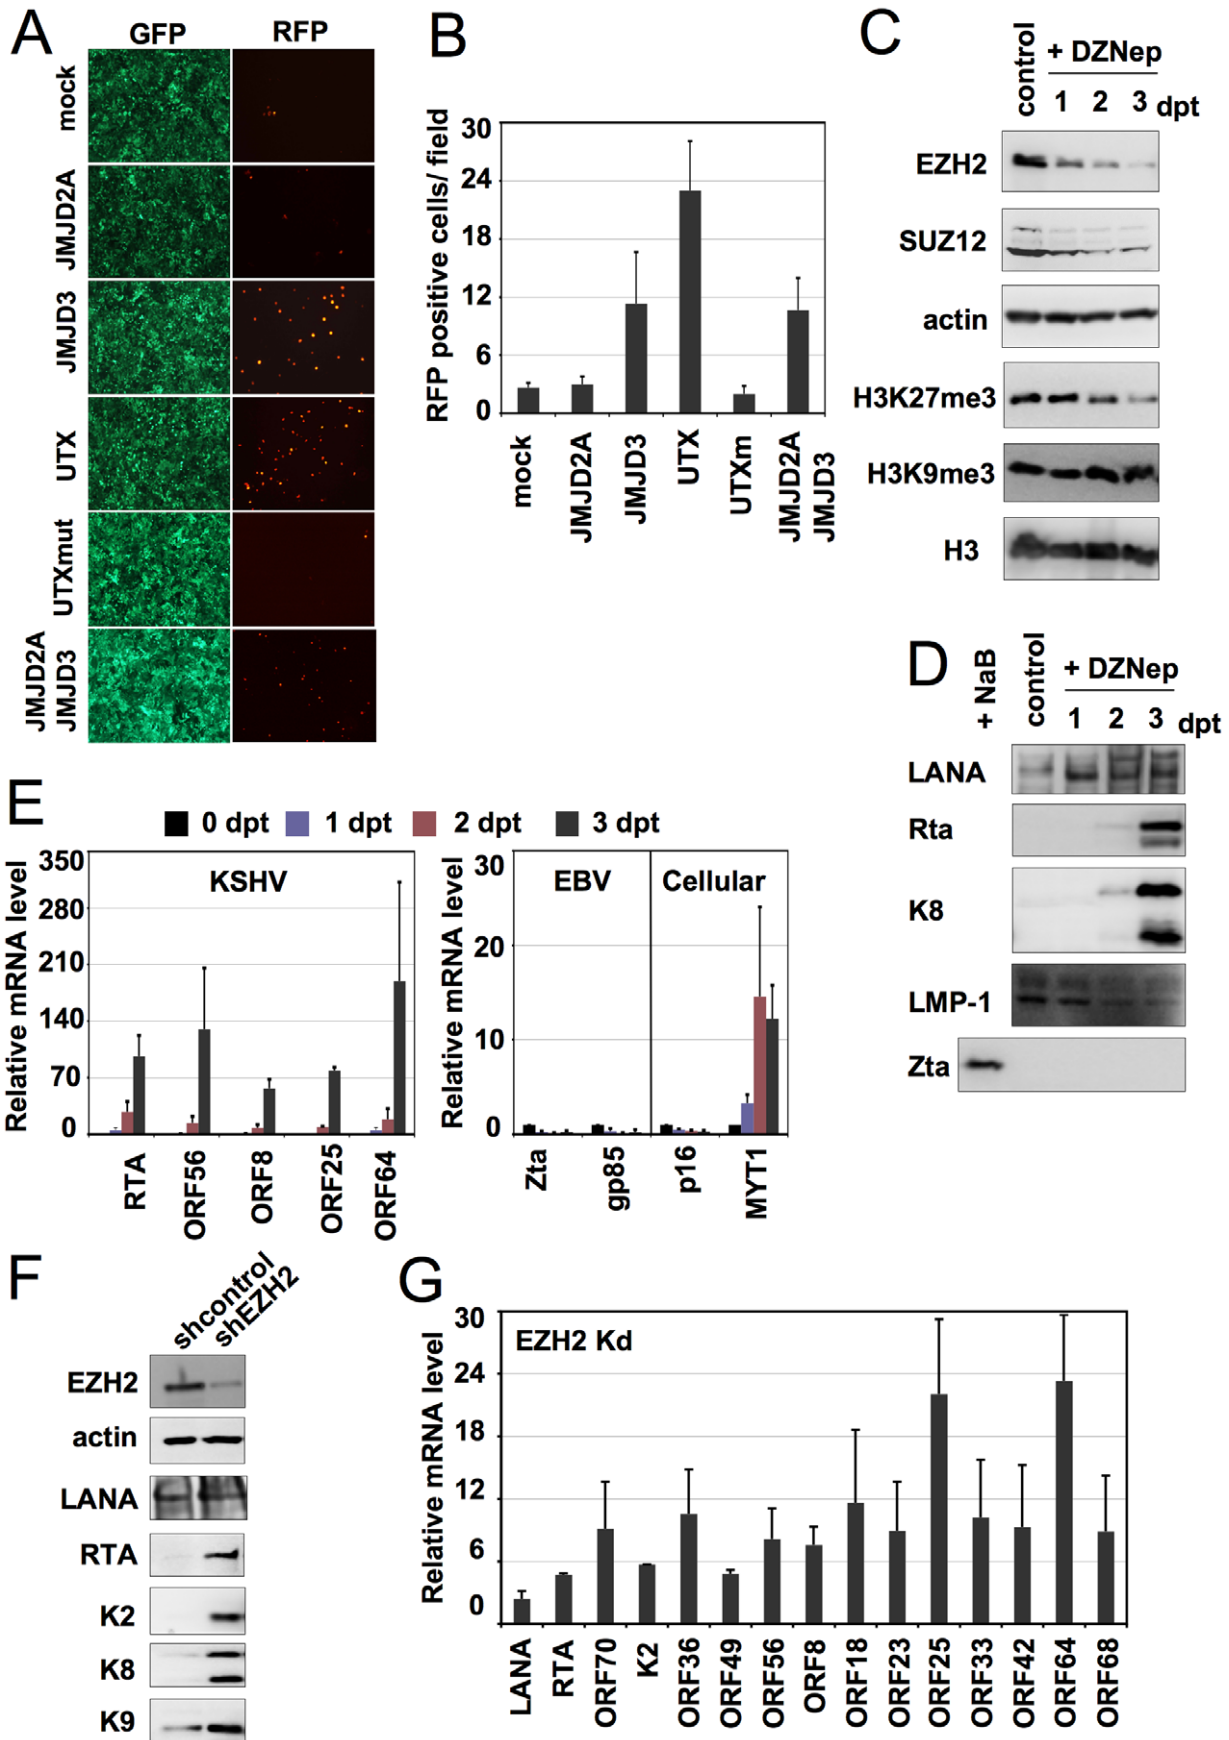 A
GFP
RFP
mock
JMJD2A
JMJD3
UTX
UTXmut
JMJD2A
JMJD3
B
RFP positive cells/ field
30
24
18
12
6
0
mock
JMJD2A
JMJD3
UTX
UTXm
JMJD2A
JMJD3
C
control
+ DZNep
1 2 3 dpt
EZH2
SUZ12
actin
H3K27me3
H3K9me3
H3
D
+ NaB
control
+ DZNep
1 2 3 dpt
LANA
Rta
K8
LMP-1
Zta
E
0 dpt 1 dpt 2 dpt 3 dpt
Relative mRNA level
350
280
210
140
70
0
KSHV
RTA
ORF56
ORF8
ORF25
ORF64
Relative mRNA level
30
20
10
0
EBV
Cellular
Zta
gp85
p16
MYT1
F
shcontrol
shEZH2
EZH2
actin
LANA
RTA
K2
K8
K9
G
Relative mRNA level
30
24
18
12
6
0
EZH2 Kd
LANA
RTA
ORF70
K2
ORF36
ORF49
ORF56
ORF8
ORF18
ORF23
ORF25
ORF33
ORF42
ORF64
ORF68